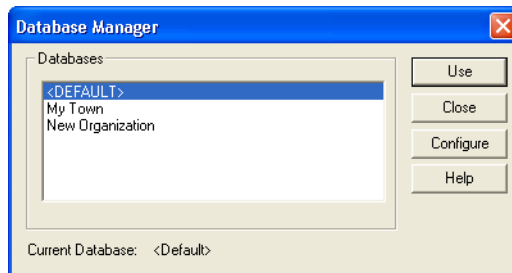 Database Manager
Databases
<DEFAULT>
My Town
New Organization
Use
Close
Configure
Help
Current Database: <Default>